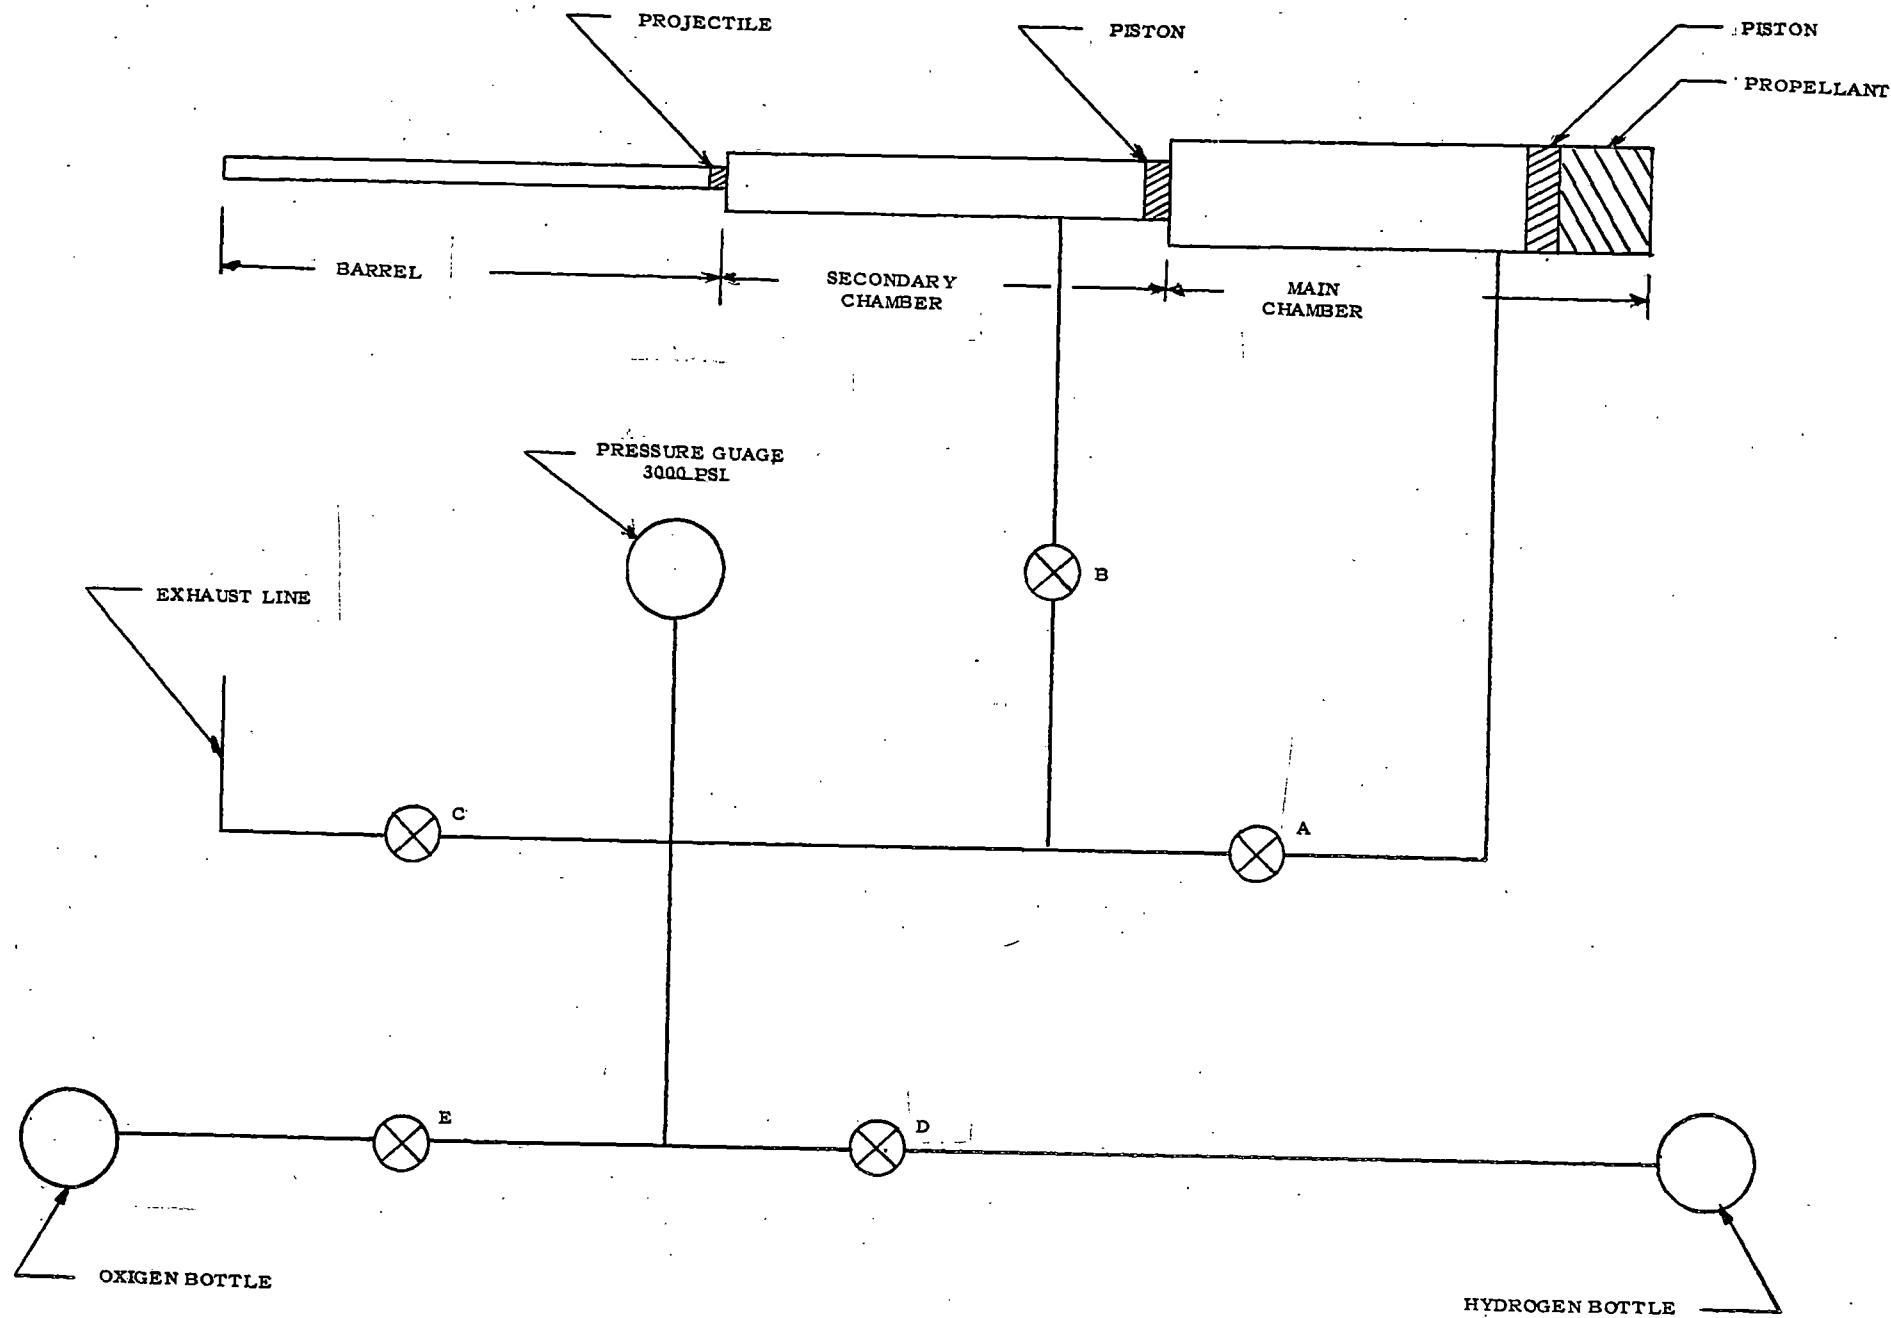 PROJECTILE
PISTON
PISTON
PROPELLANT
BARREL
SECONDARY
CHAMBER
MAIN
CHAMBER
PRESSURE GUAGE
3000 PSI
B
EXHAUST LINE
C
A
E
D
OXIGEN BOTTLE
HYDROGEN BOTTLE